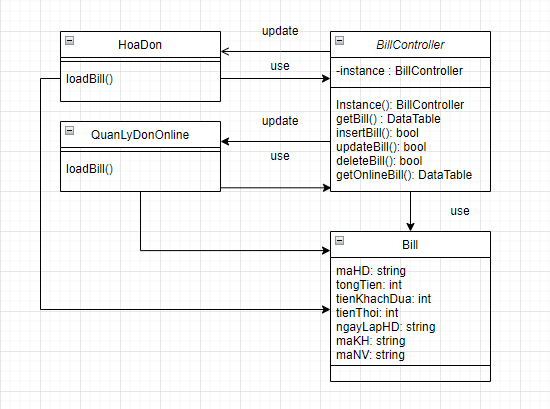 HoaDon
loadBill()
update
use
BillController
-instance : BillController
Instance(): BillController
getBill() : DataTable
insertBill(): bool
updateBill(): bool
deleteBill(): bool
getOnlineBill(): DataTable
QuanLyDonOnline
loadBill()
update
use
use
Bill
maHD: string
tongTien: int
tienKhachDua: int
tienThoi: int
ngayLapHD: string
maKH: string
maNV: string